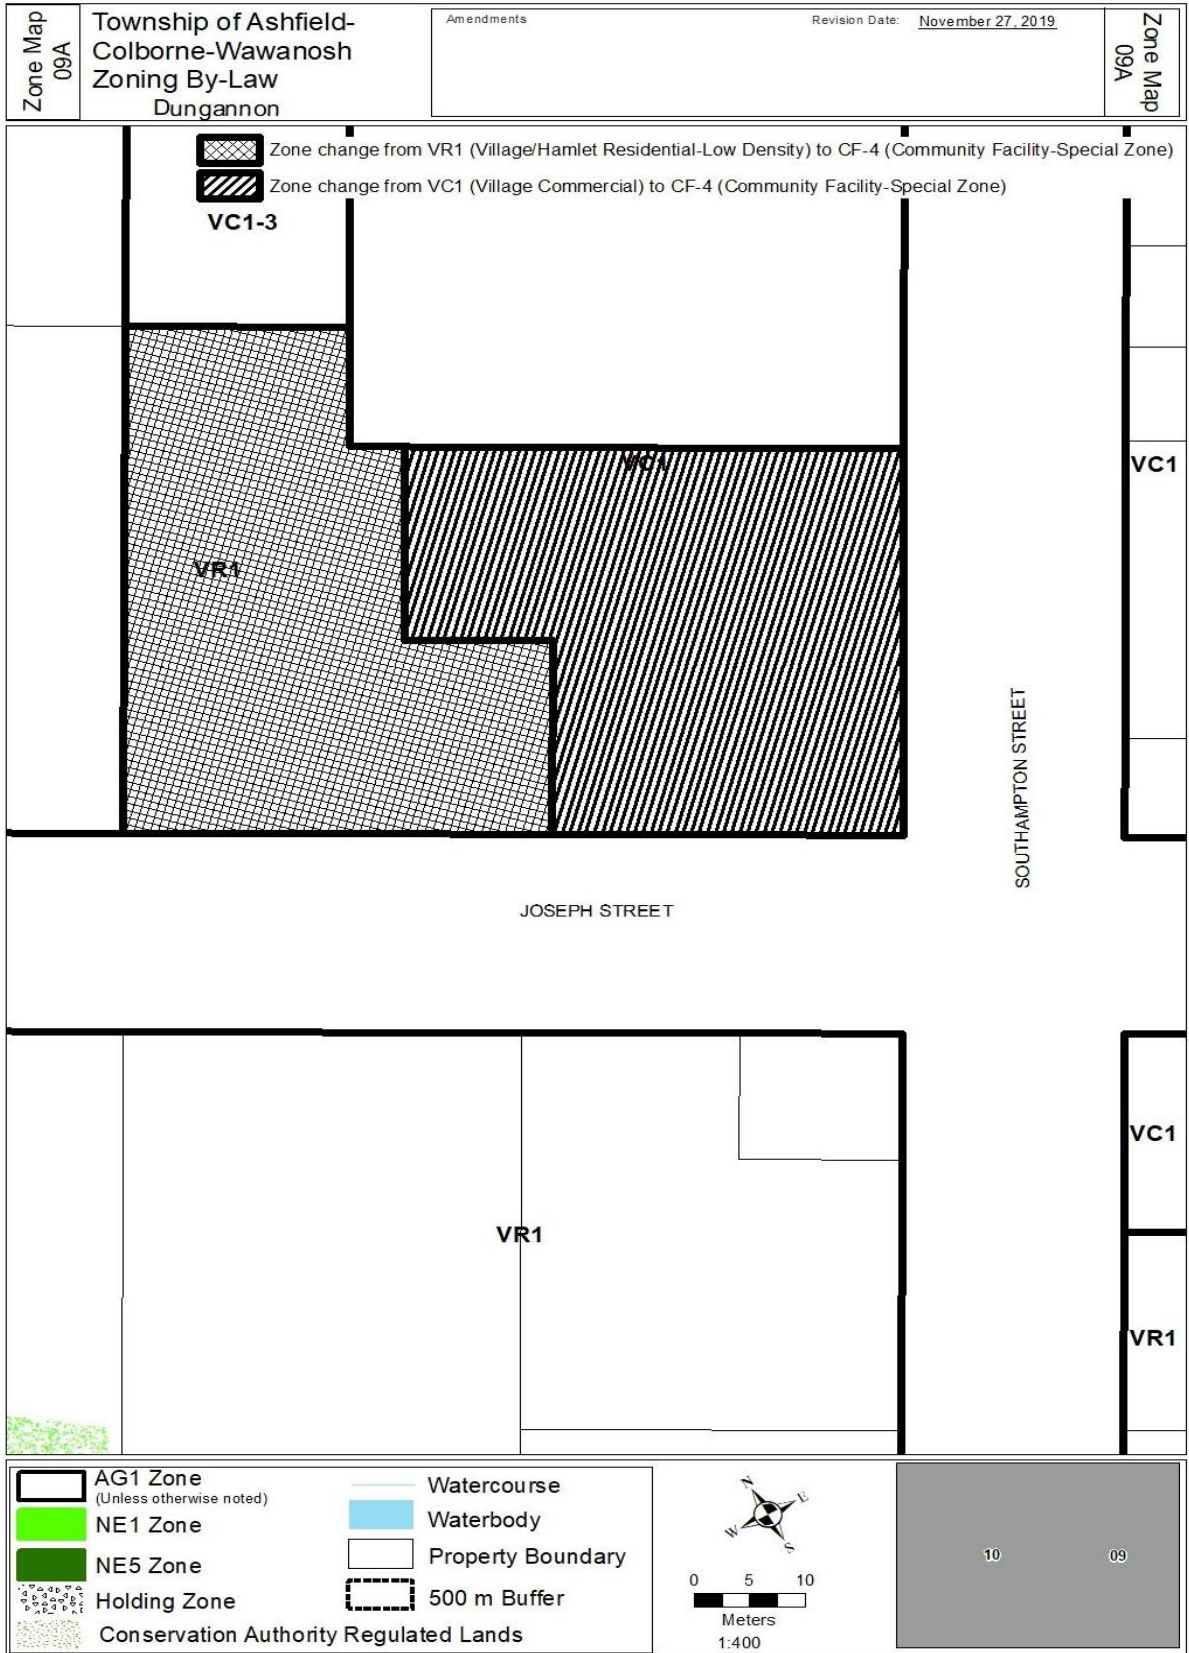 Zone Map
09A
Township of Ashfield-
Colborne-Wawanosh
Zoning By-Law
Dungannon
Amendments
Revision Date: November 27, 2019
Zone Map
09A
Zone change from VR1 (Village/Hamlet Residential-Low Density) to CF-4 (Community Facility-Special Zone)
Zone change from VC1 (Village Commercial) to CF-4 (Community Facility-Special Zone)
VC1-3
VC1
VC1
VR1
SOUTHAMPTON STREET
JOSEPH STREET
VC1
VR1
VR1
AG1 Zone
(Unless otherwise noted)
NE1 Zone
NE5 Zone
Holding Zone
Conservation Authority Regulated Lands
Watercourse
Waterbody
Property Boundary
500 m Buffer
N
E
W
S
0 5 10
Meters
1:400
10 09